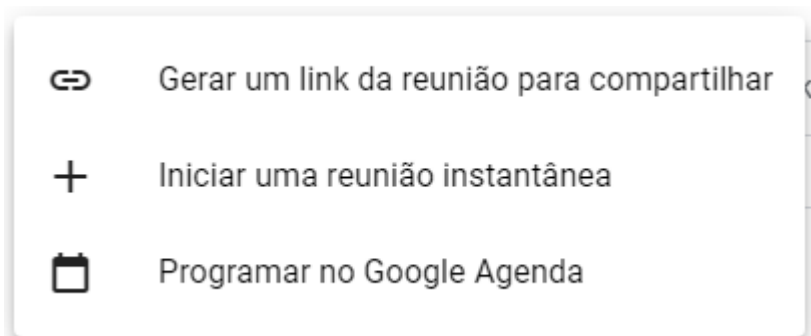 Gerar um link da reunião para compartilhar
Iniciar uma reunião instantânea
Programar no Google Agenda